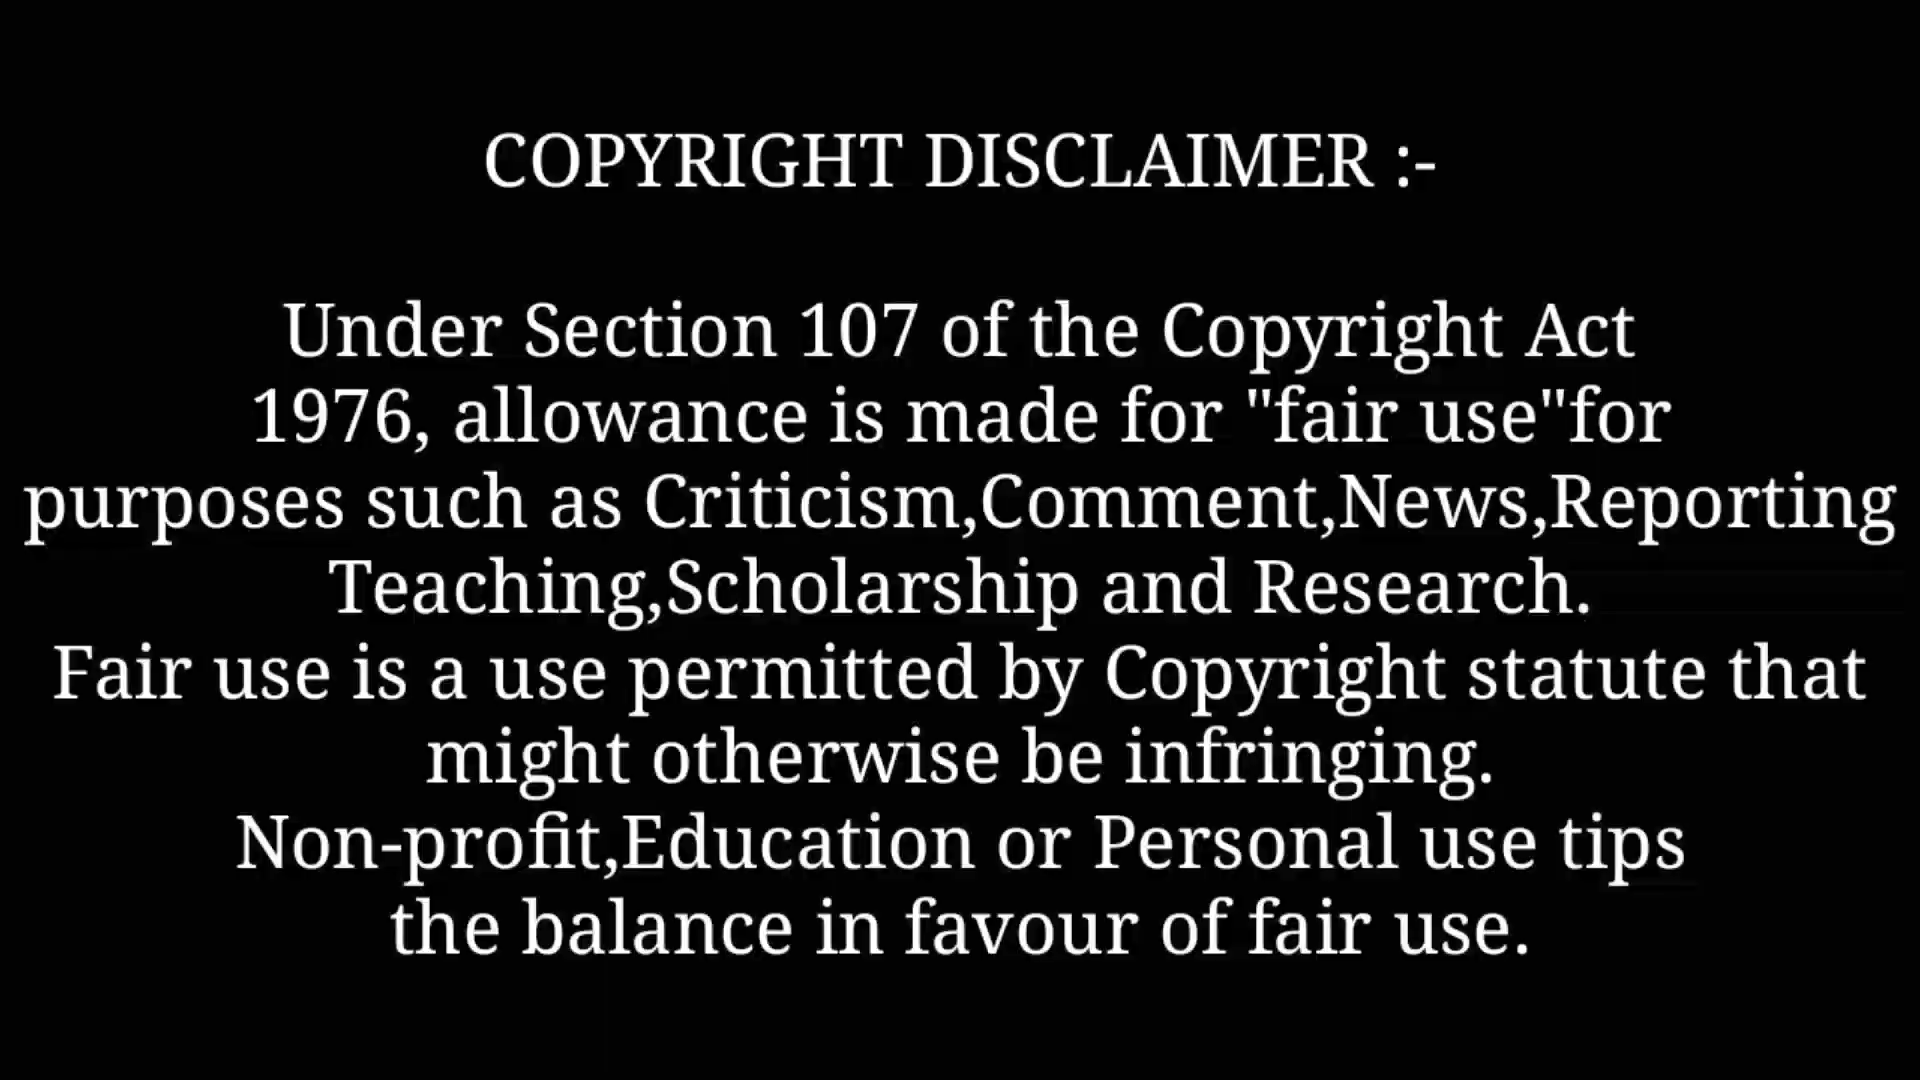 COPYRIGHT DISCLAIMER :-
Under Section 107 of the Copyright Act
1976, allowance is made for "fair use"for
purposes such as Criticism,Comment,News,Reporting
Teaching,Scholarship and Research.
Fair use is a use permitted by Copyright statute that
might otherwise be infringing.
Non-profit,Education or Personal use tips
the balance in favour of fair use.